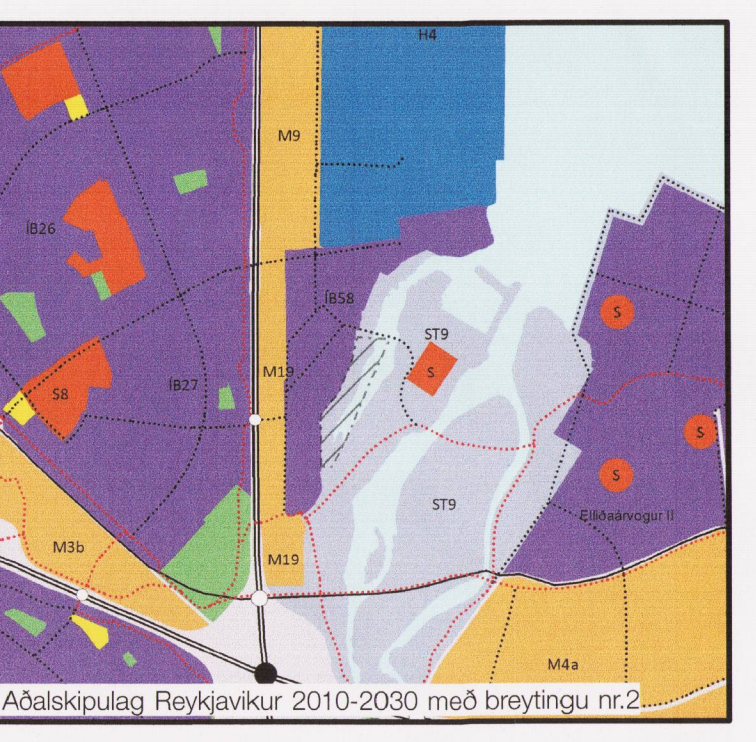 H4
M9
ÍB26
ÍB58
ST9
S
M19
S
ÍB27
S8
S
S
ST9
Elliðaárvogur II
M3b
M19
M4a
Aðalskipulag Reykjavikur 2010-2030 með breytingu nr.2